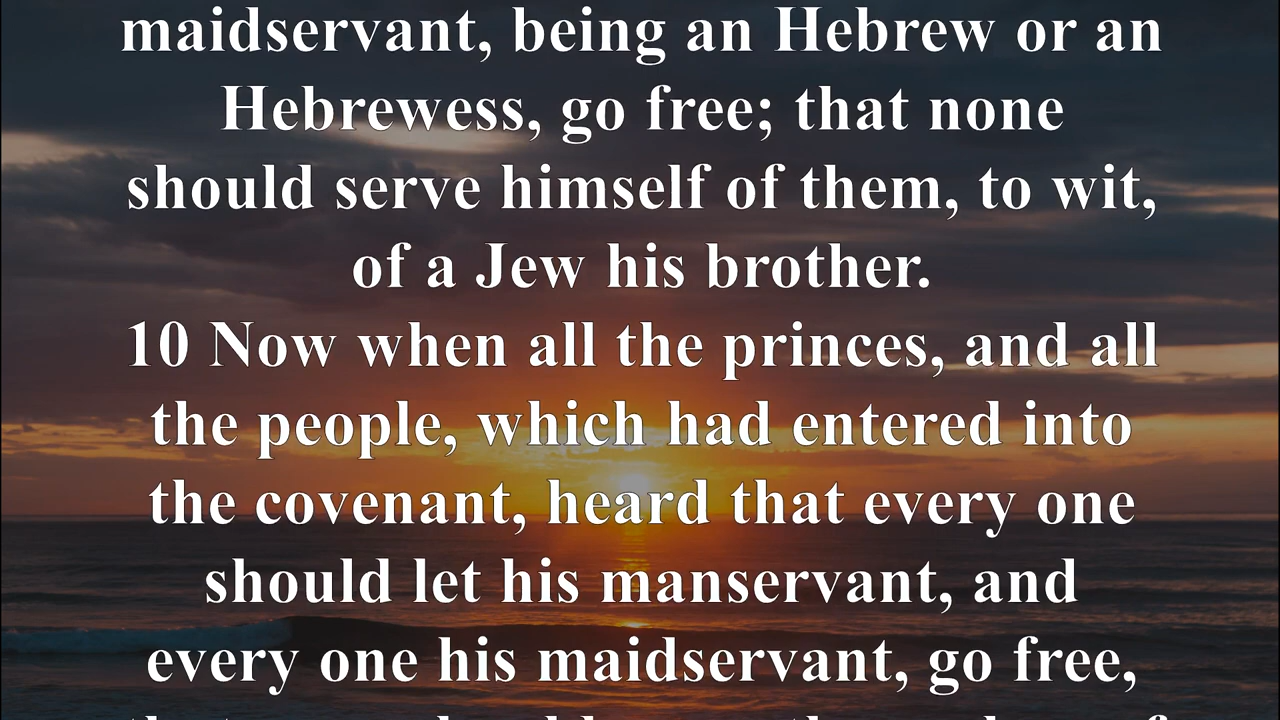 maidservant, being an Hebrew or an
Hebrewess, go free; that none
should serve himself of them, to wit,
of a Jew his brother.
10 Now when all the princes, and all
the people, which had entered into
the covenant, heard that every one
should let his manservant, and
every one his maidservant, go free,